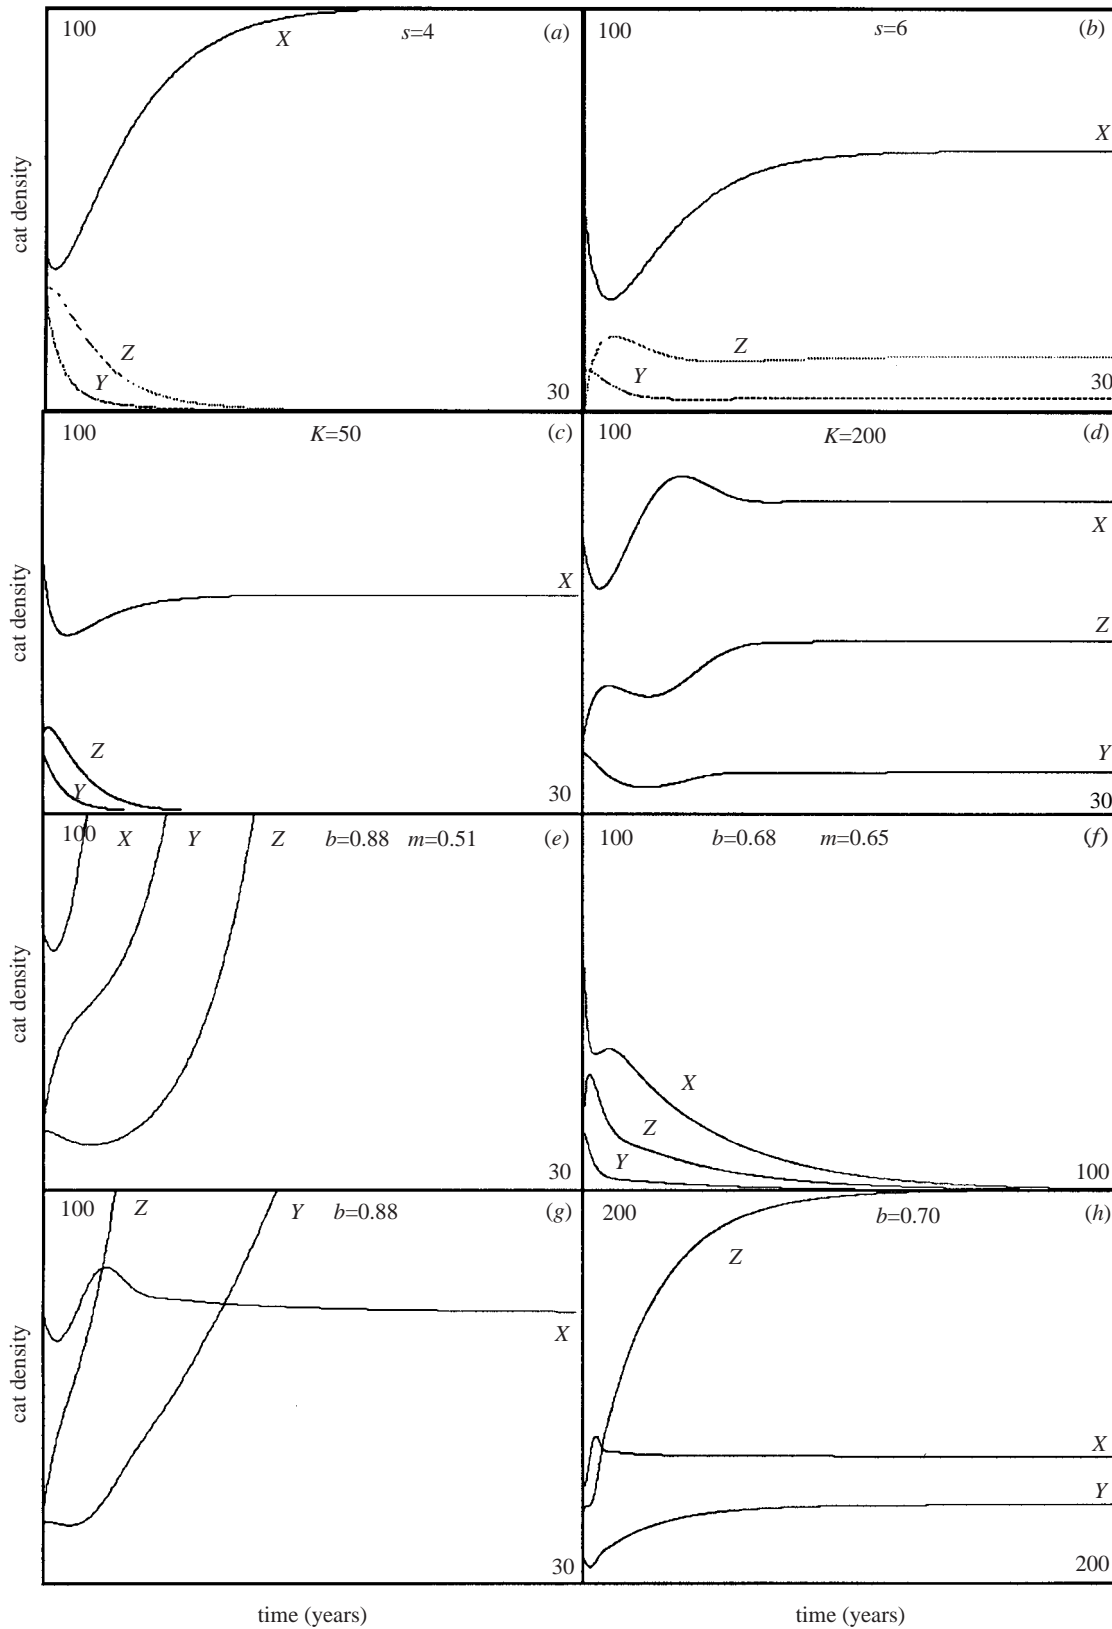 100 s=4 (a)
X
Z
Y
30
cat density
100 s=6 (b)
X
Z
Y
30
100 K=50 (c)
X
Z
Y
30
cat density
100 K=200 (d)
X
Z
Y
30
100 X Y Z b=0.88 m=0.51 (e)
30
cat density
100 b=0.68 m=0.65 (f)
X
Z
Y
100
100 Z Y b=0.88 (g)
X
30
cat density
200 b=0.70 (h)
Z
X
Y
200
time (years)
time (years)